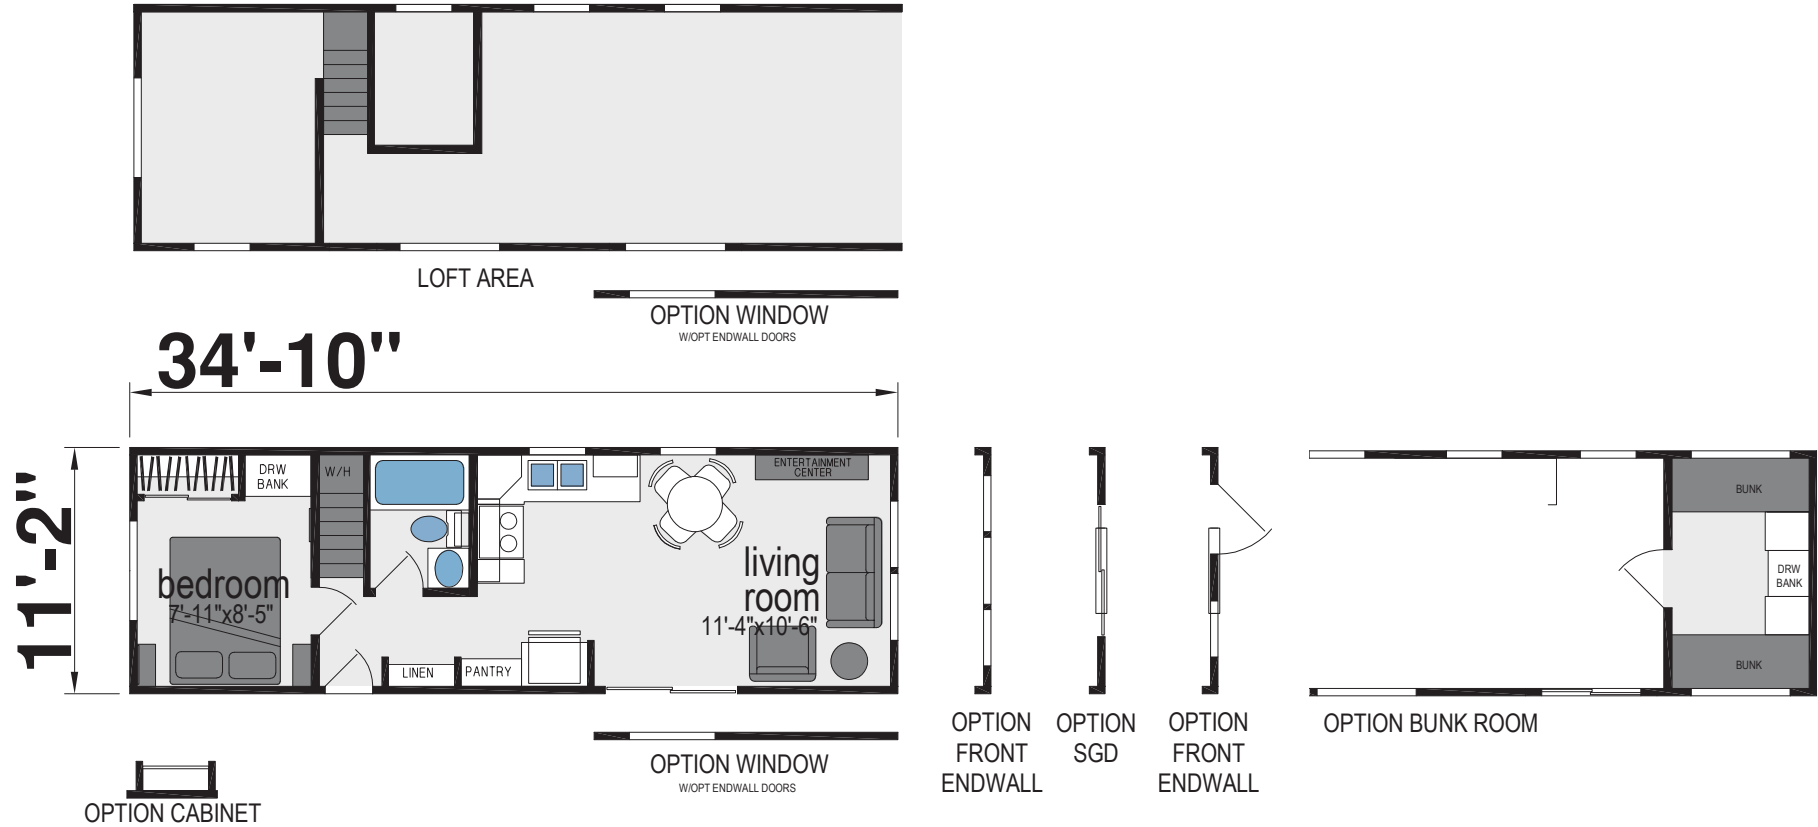 LOFT AREA
OPTION WINDOW
W/OPT ENDWALL DOORS
34'-10"
11'-2"
DRW
BANK
W/H
ENTERTAINMENT
CENTER
bedroom
7'-11"x8'-5"
living
room
11'-4"x10'-6"
LINEN
PANTRY
BUNK
DRW
BANK
BUNK
OPTION
FRONT
ENDWALL
OPTION
SGD
OPTION
FRONT
ENDWALL
OPTION BUNK ROOM
OPTION WINDOW
W/OPT ENDWALL DOORS
OPTION CABINET